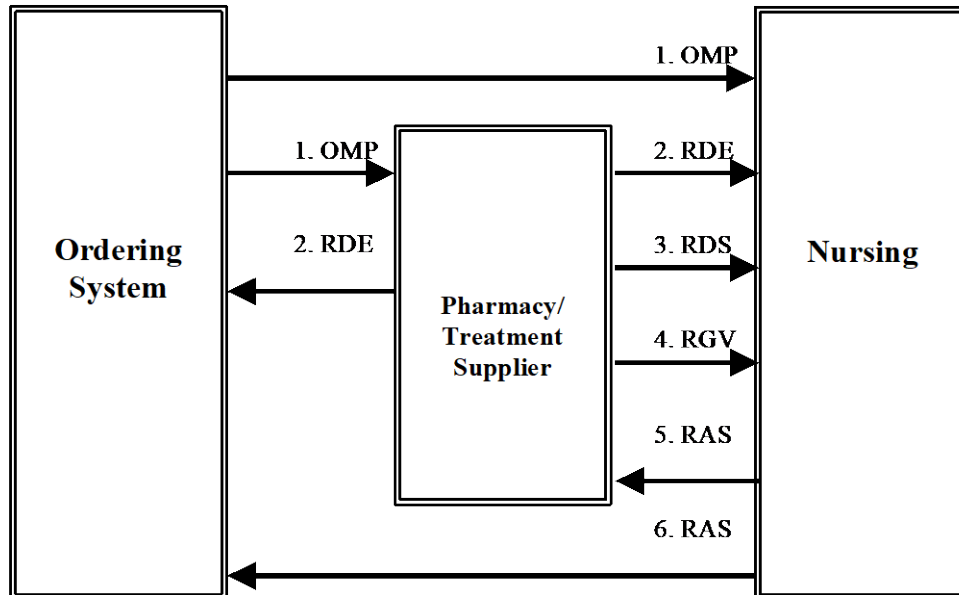 1. OMP
1. OMP
2. RDE
2. RDE
3. RDS
Ordering
System
Nursing
Pharmacy/
Treatment
Supplier
4. RGV
5. RAS
6. RAS